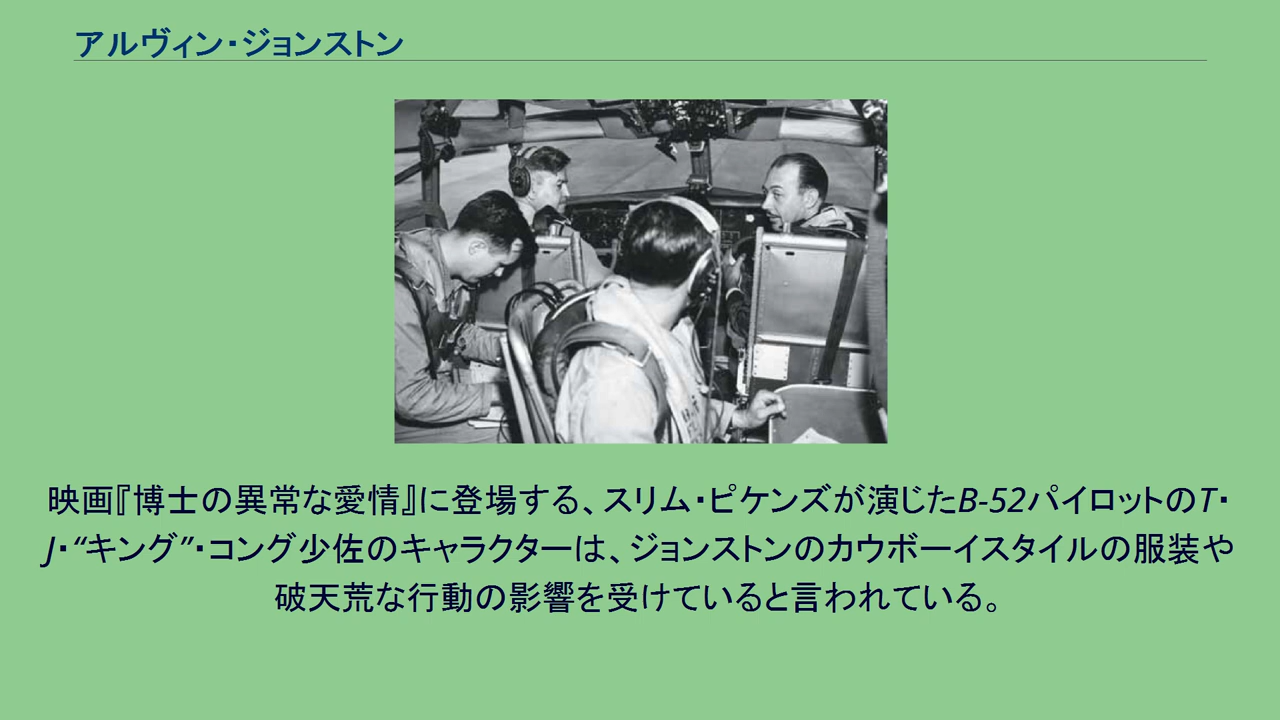 アルヴィン・ジョンストン
映画『博士の異常な愛情』に登場する、スリム・ピケンズが演じたB-52パイロットのT・
J・“キング”・コング少佐のキャラクターは、ジョンストンのカウボーイスタイルの服装や
破天荒な行動の影響を受けていると言われている。